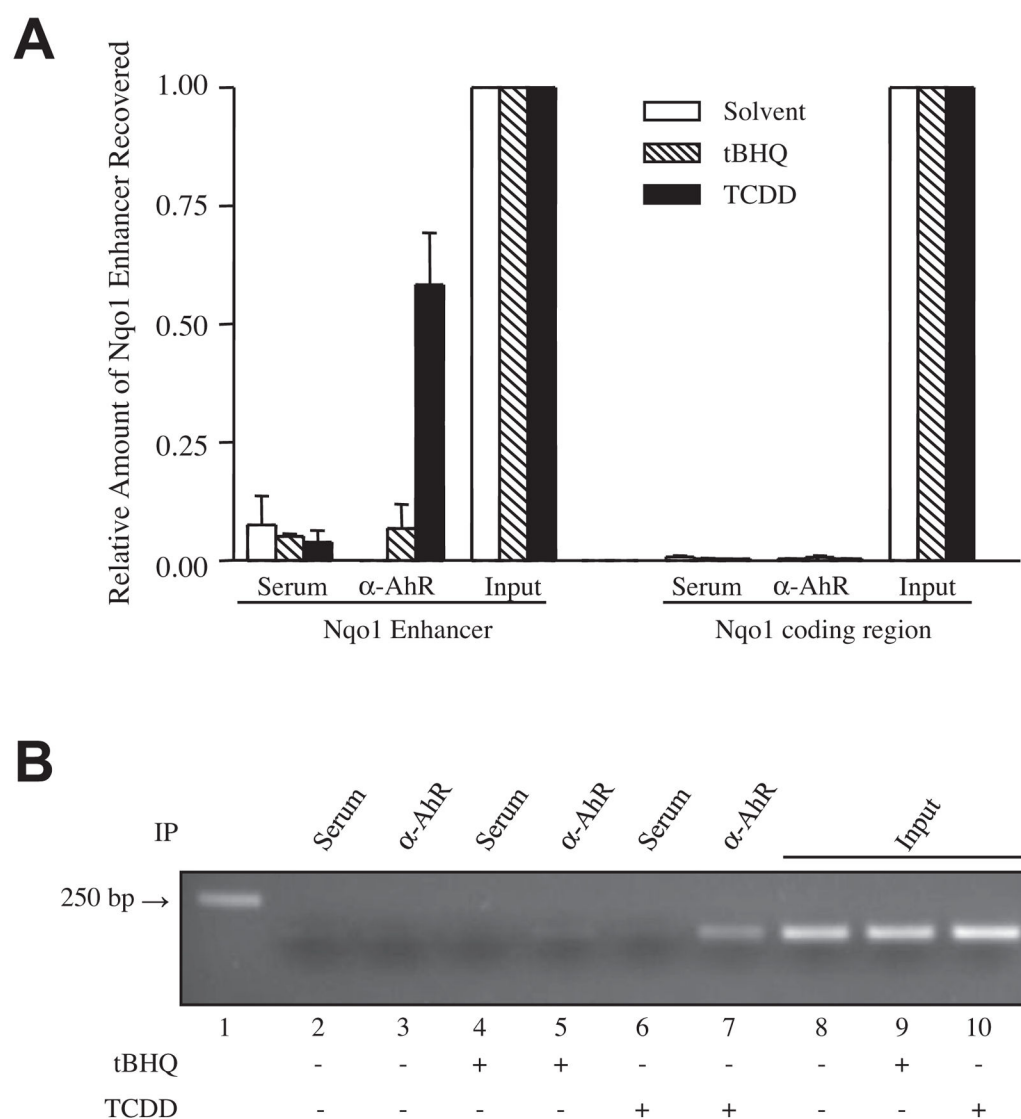 A
Relative Amount of Nqo1 Enhancer Recovered
1.00
0.75
0.50
0.25
0.00
Solvent
tBHQ
TCDD
Serum α-AhR Input Serum α-AhR Input
Nqo1 Enhancer Nqo1 coding region
B
IP Serum α-AhR Serum α-AhR Serum α-AhR Input
250 bp →
1 2 3 4 5 6 7 8 9 10
tBHQ - - + + - - - + -
TCDD - - - - + + - - +